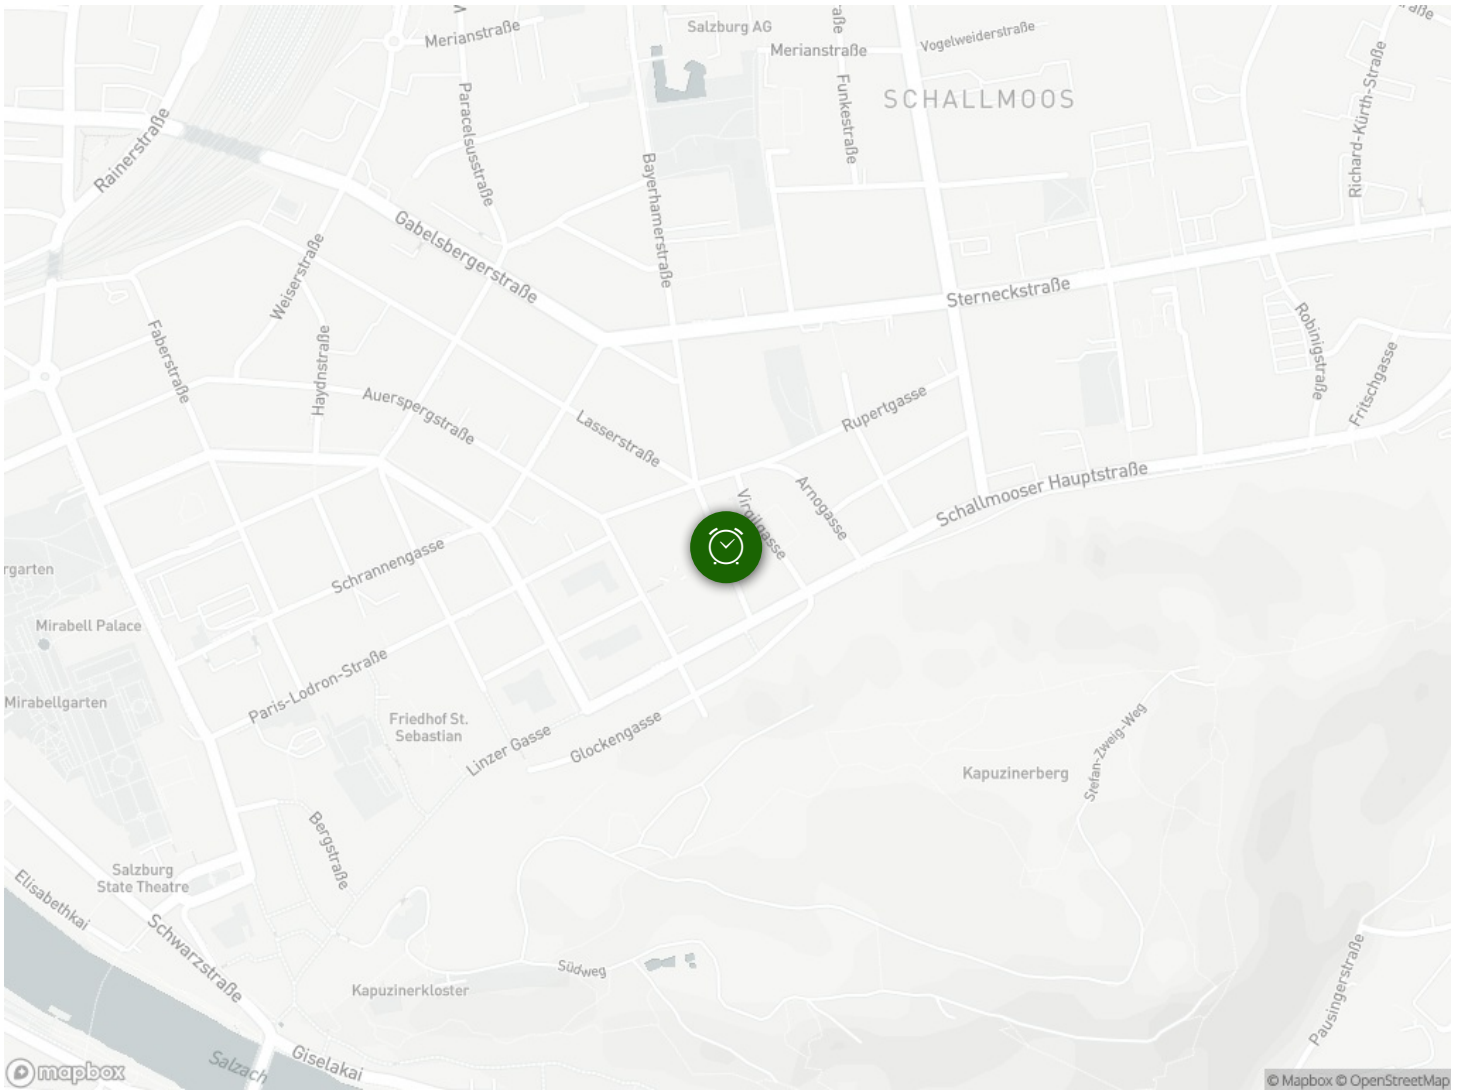 Salzburg AG
Merianstraße
Merianstraße
Vogelweiderstraße
SCHALLMOOS
Paracelsusstraße
Funkestraße
Richard-Kürth-Straße
Rainerstraße
Bayerhamerstraße
Gabelsbergerstraße
Weiserstraße
Sterneckstraße
Faberstraße
Haydnstraße
Robinigstraße
Fritschgasse
Auerspergstraße
Lasserstraße
Rupertgasse
Virgilgasse
Arnogasse
Schallmooser Hauptstraße
Schrannengasse
rgarten
Mirabell Palace
Mirabellgarten
Paris-Lodron-Straße
Friedhof St.
Sebastian
Linzer Gasse
Glockengasse
Kapuzinerberg
Stefan-Zweig-Weg
Bergstraße
Salzburg
State Theatre
Elisabethkai
Schwarzstraße
Südweg
Kapuzinerkloster
Pausingerstraße
Salzach
Giselakai
mapbox
© Mapbox © OpenStreetMap